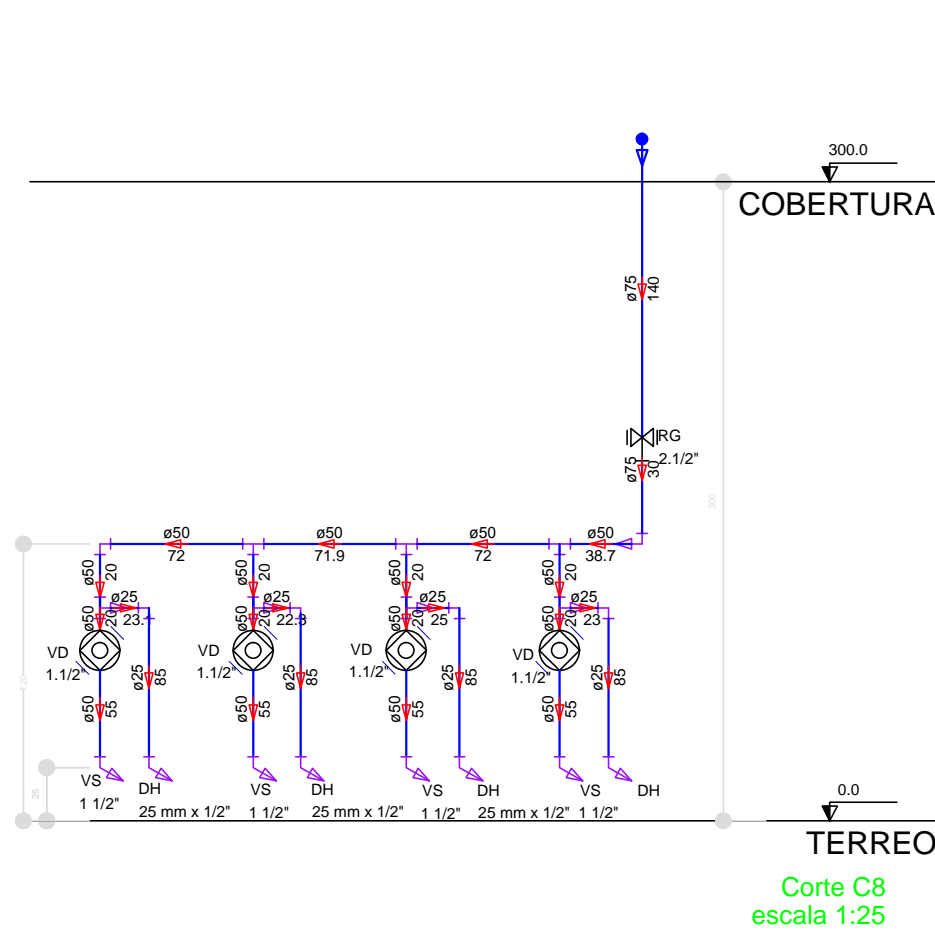 300.0
COBERTURA
ø75
140
RG
2.1/2"
ø75
30
300
ø50
72
ø50
71.9
ø50
72
ø50
38.7
ø50
20
ø50
20
ø50
20
ø50
20
ø25
ø50
20
ø25
ø50
20
22.3
ø25
ø50
20
25
ø25
ø50
20
23
VD
1.1/2"
VD
1.1/2"
VD
1.1/2"
VD
1.1/2"
ø25
85
ø25
85
ø25
85
ø25
85
ø50
55
ø50
55
ø50
55
ø50
55
25
VS
1 1/2"
DH
25 mm x 1/2"
VS
1 1/2"
DH
25 mm x 1/2"
VS
1 1/2"
DH
25 mm x 1/2"
VS
1 1/2"
DH
0.0
TERREO
Corte C8
escala 1:25